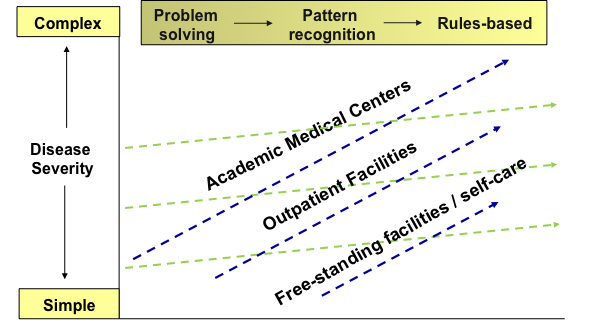 Complex
Problem solving
Pattern recognition
Rules-based
Disease Severity
Academic Medical Centers
Outpatient Facilities
Free-standing facilities / self-care
Simple